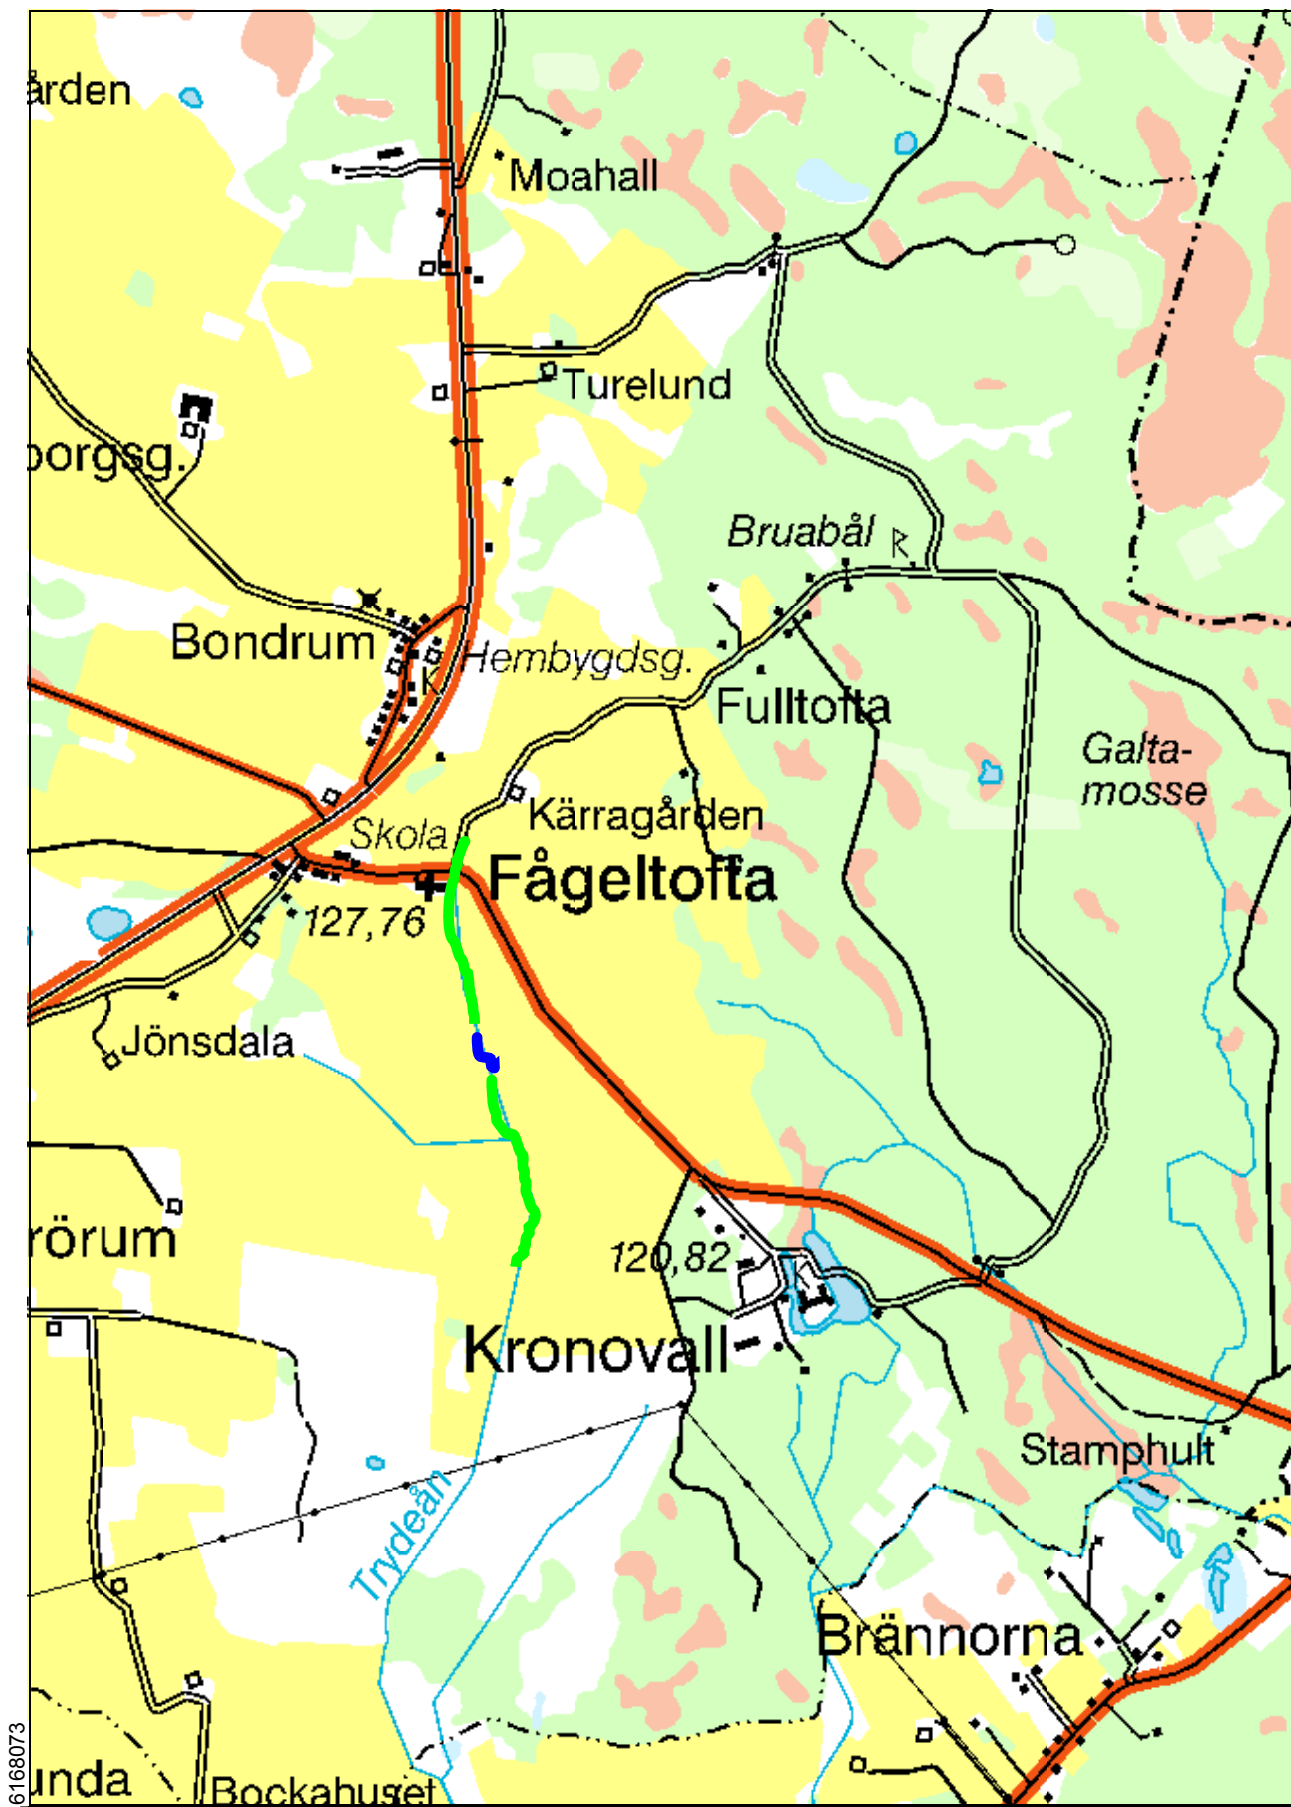 ården
Moahall
Turelund
borgsg.
Bruabål R
Bondrum
Hembygdsg.
K
Fulltofta
Galta-
mosse
Kärragården
Skola
Fågeltofta
127,76
Jönsdala
rörum
120,82
K
Kronovall
Stamphult
Trydeån
Brännorna
6168073
unda
Bockahuset